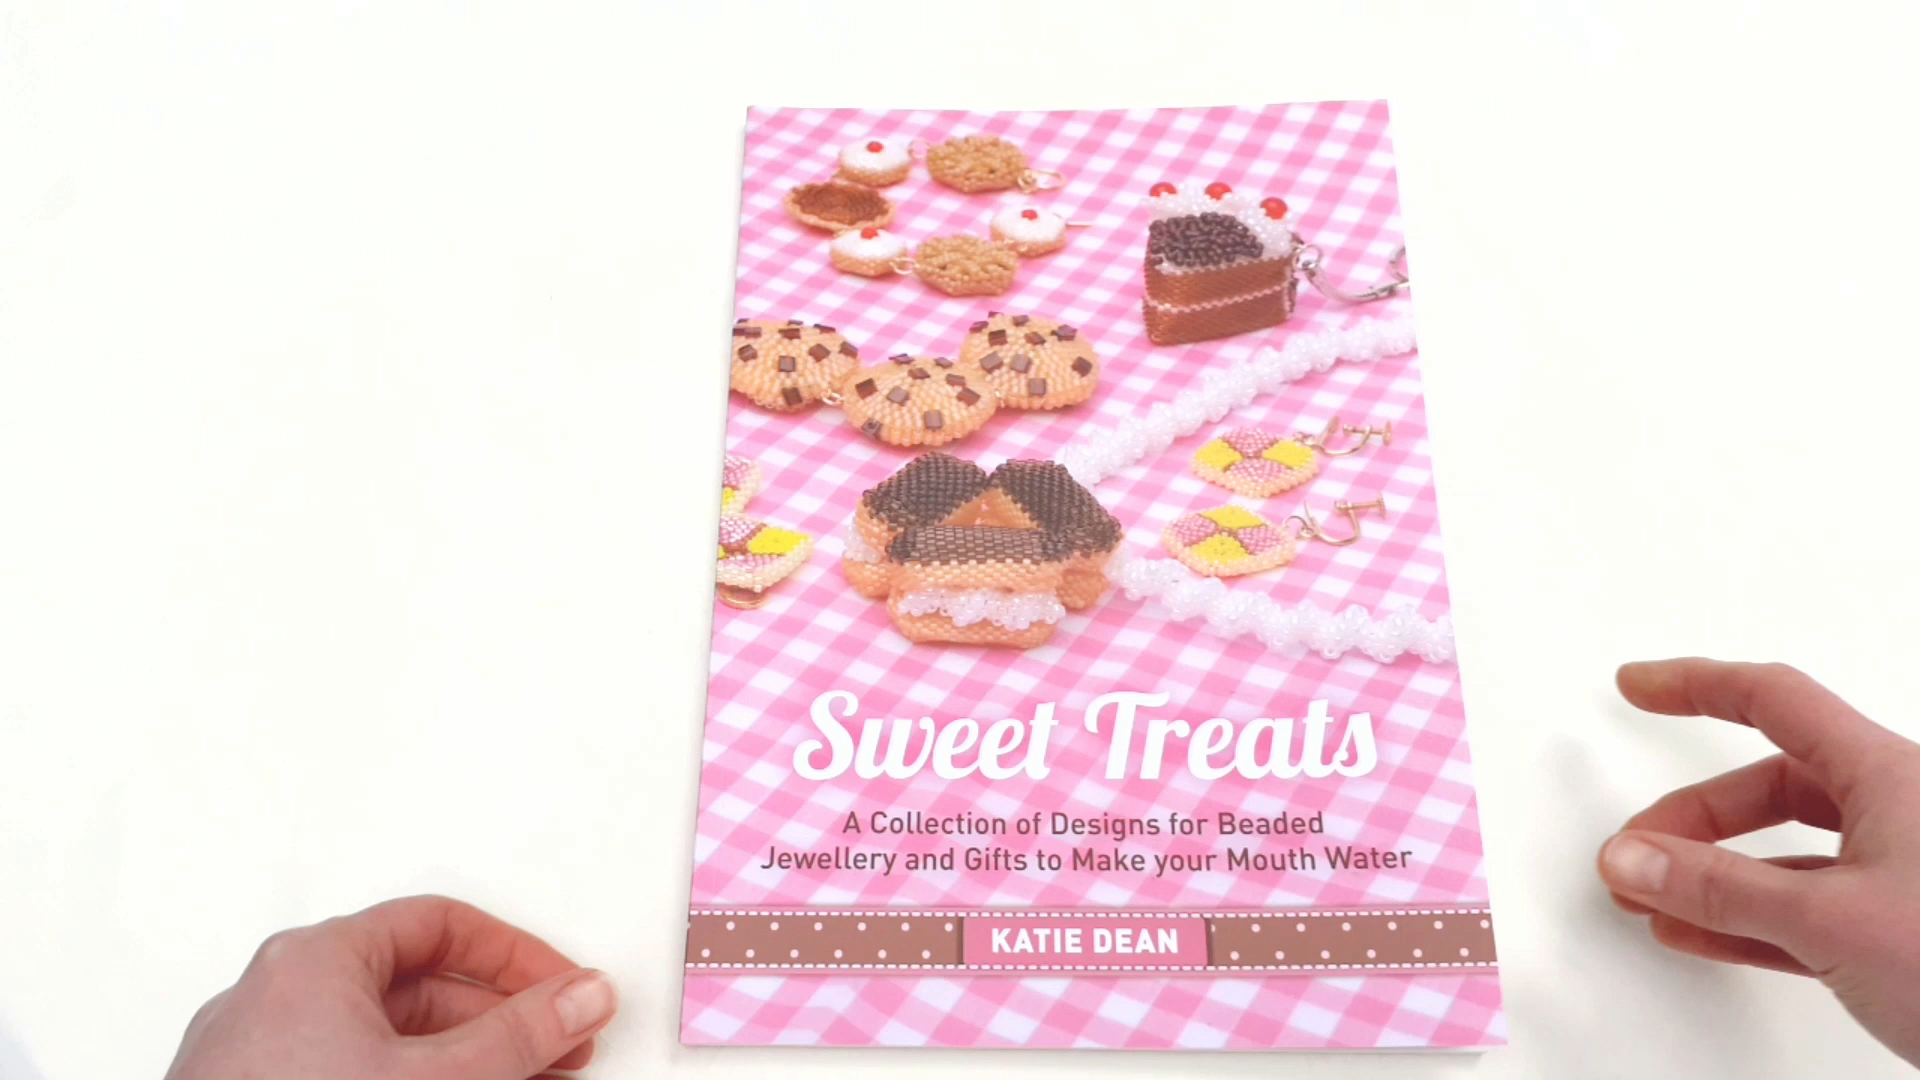 Sweet Treats
A Collection of Designs for Beaded
Jewellery and Gifts to Make your Mouth Water
KATIE DEAN